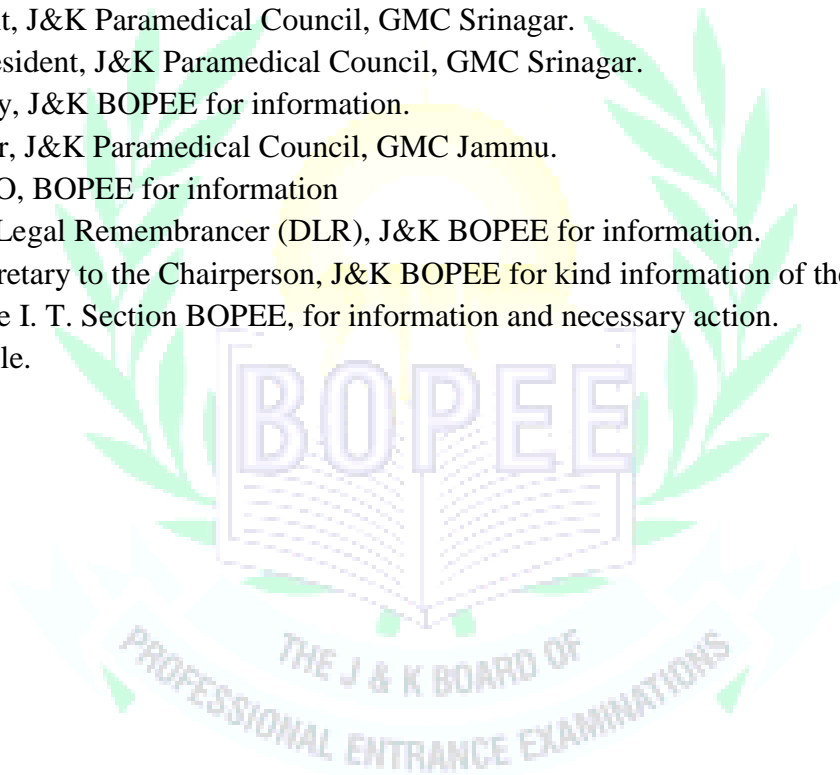 t, J&K Paramedical Council, GMC Srinagar.
esident, J&K Paramedical Council, GMC Srinagar.
y, J&K BOPEE for information.
r, J&K Paramedical Council, GMC Jammu.
O, BOPEE for information
Legal Remembrancer (DLR), J&K BOPEE for information.
retary to the Chairperson, J&K BOPEE for kind information of the
e I. T. Section BOPEE, for information and necessary action.
le.
BOPEE
THE J & K BOARD OF
PROFESSIONAL ENTRANCE EXAMINATIONS